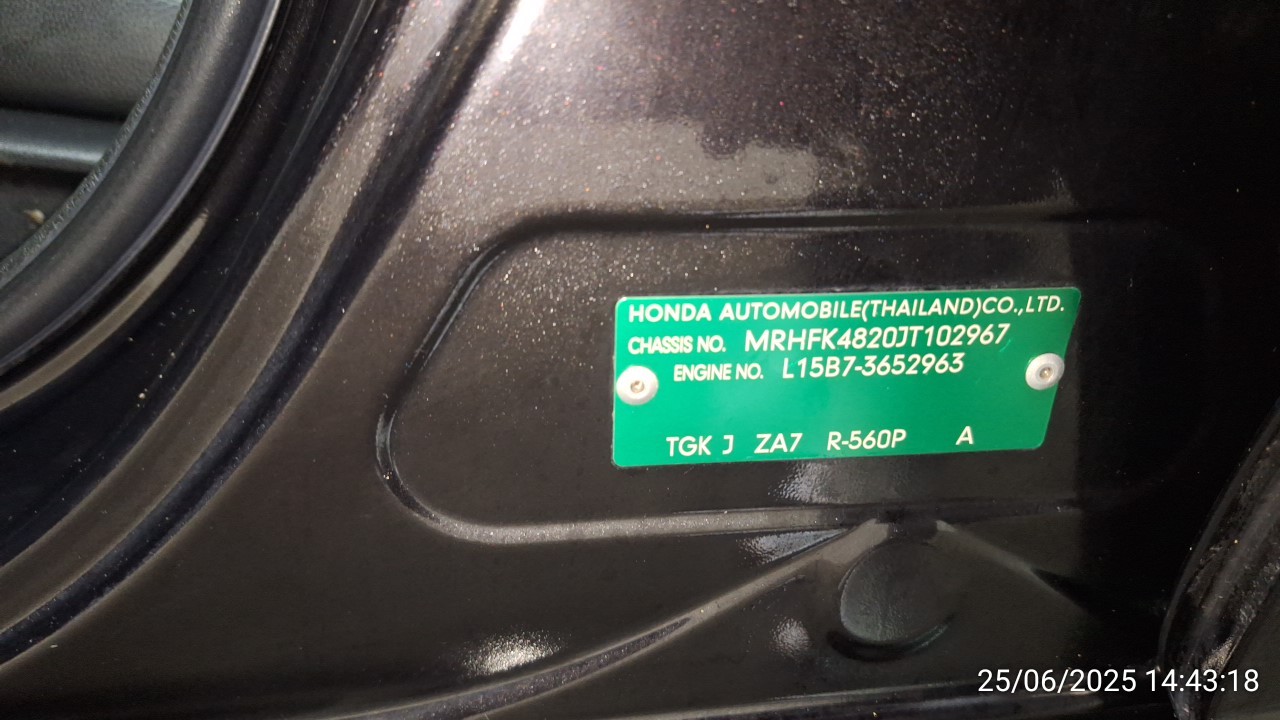 HONDA AUTOMOBILE(THAILAND)CO.,LTD.
CHASSIS NO. MRHFK4820JT102967
ENGINE NO. L15B7-3652963
TGK J ZA7 R-560P A
25/06/2025 14:43:18